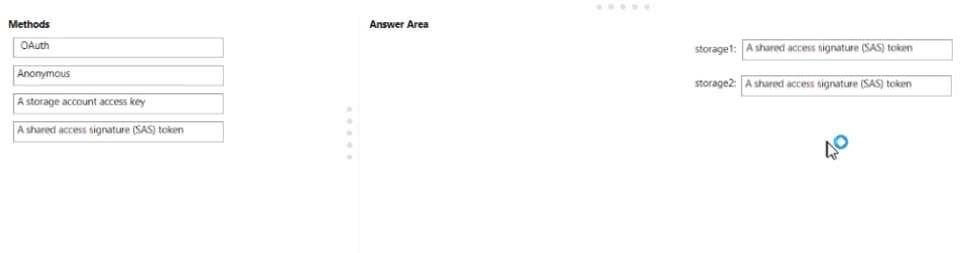 Methods
OAuth
Anonymous
A storage account access key
A shared access signature (SAS) token
Answer Area
storage1: A shared access signature (SAS) token
storage2: A shared access signature (SAS) token